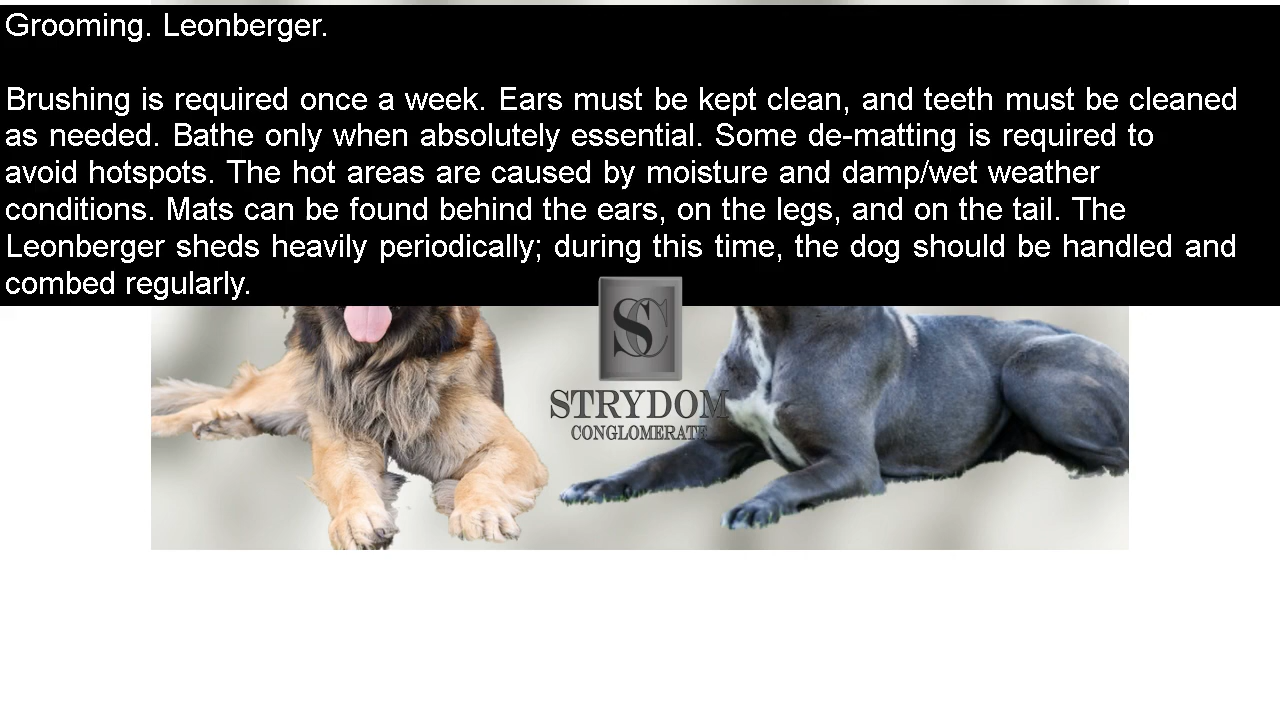 Grooming. Leonberger.
Brushing is required once a week. Ears must be kept clean, and teeth must be cleaned
as needed. Bathe only when absolutely essential. Some de-matting is required to
avoid hotspots. The hot areas are caused by moisture and damp/wet weather
conditions. Mats can be found behind the ears, on the legs, and on the tail. The
Leonberger sheds heavily periodically; during this time, the dog should be handled and
combed regularly.
SC
STRYDOM
CONGLOMERATE